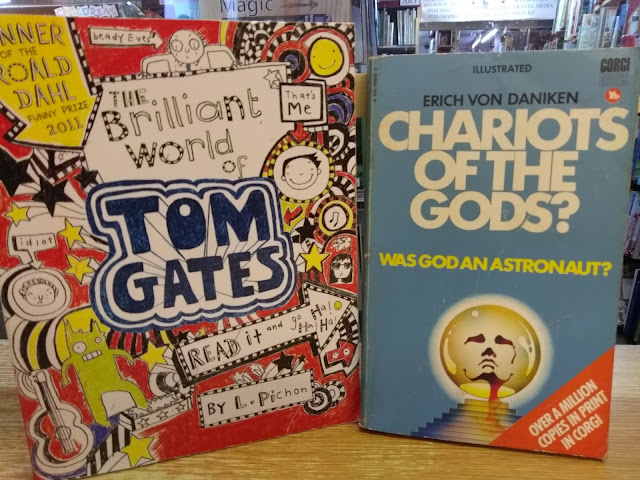 Magic
WINNER
OF THE
ROALD
DAHL
FUNNY PRIZE
2011
beady Eyes
THE
Brilliant
World
of
That's
Me
TOM
GATES
idiot
READ it and go Ha!
Ha! Ha!
BY L. Pichon
ILLUSTRATED
CORGI
ERICH VON DANIKEN
CHARIOTS
OF THE
GODS?
WAS GOD AN ASTRONAUT?
OVER A MILLION
COPIES IN PRINT
IN CORGI